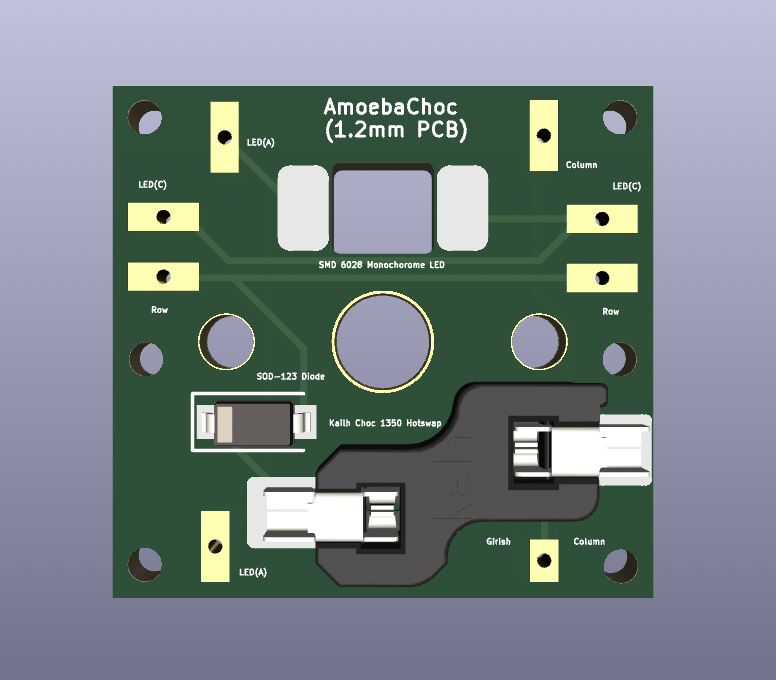 AmoebaChoc
(1.2mm PCB)
LED(A)
Column
LED(C)
LED(C)
SMD 6028 Monochorome LED
Row
Row
SOD-123 Diode
Kailh Choc 1350 Hotswap
Girish
Column
LED(A)